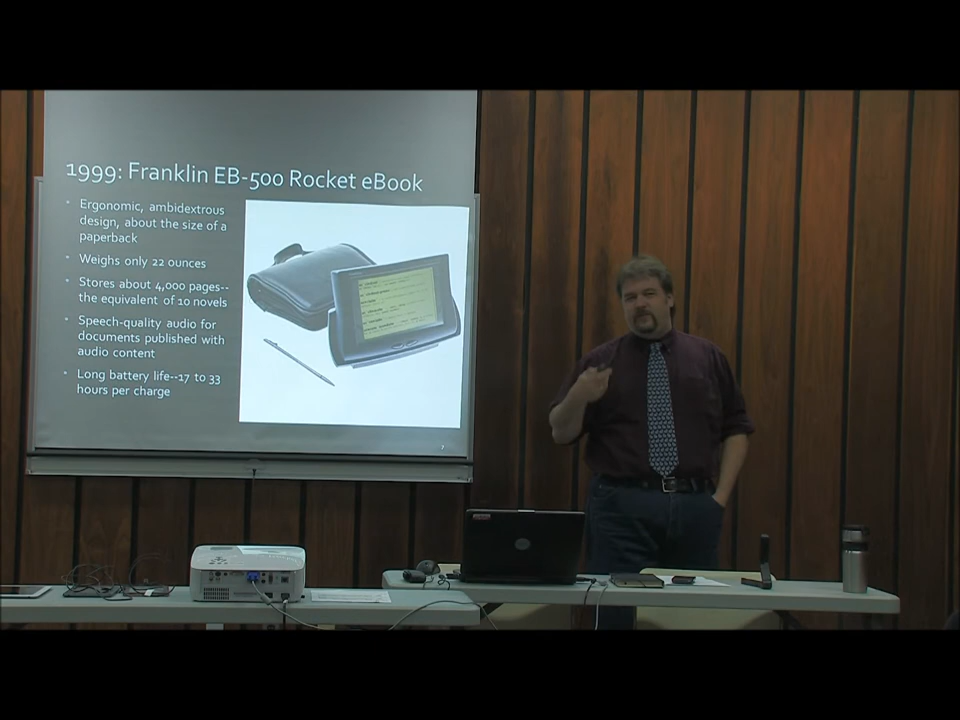 1999: Franklin EB-500 Rocket eBook
Ergonomic, ambidextrous
design, about the size of a
paperback
Weighs only 22 ounces
Stores about 4,000 pages--
the equivalent of 10 novels
Speech-quality audio for
documents published with
audio content
Long battery life--17 to 33
hours per charge
7